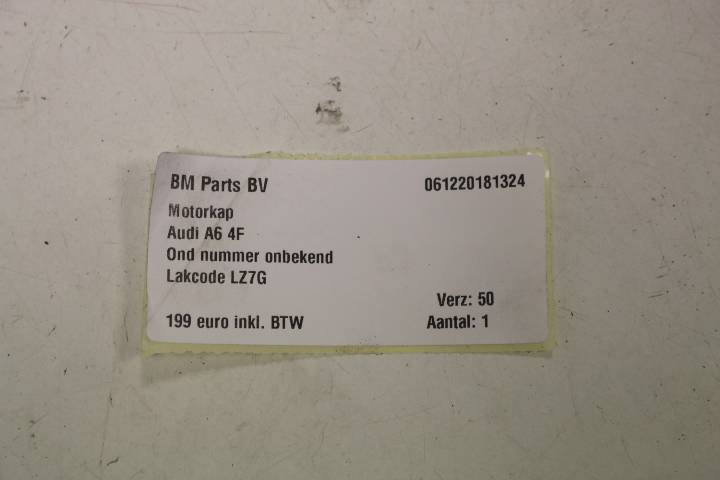 BM Parts BV 061220181324
Motorkap
Audi A6 4F
Ond nummer onbekend
Lakcode LZ7G
Verz: 50
199 euro inkl. BTW Aantal: 1